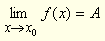 lim f(x) = A
x→x₀